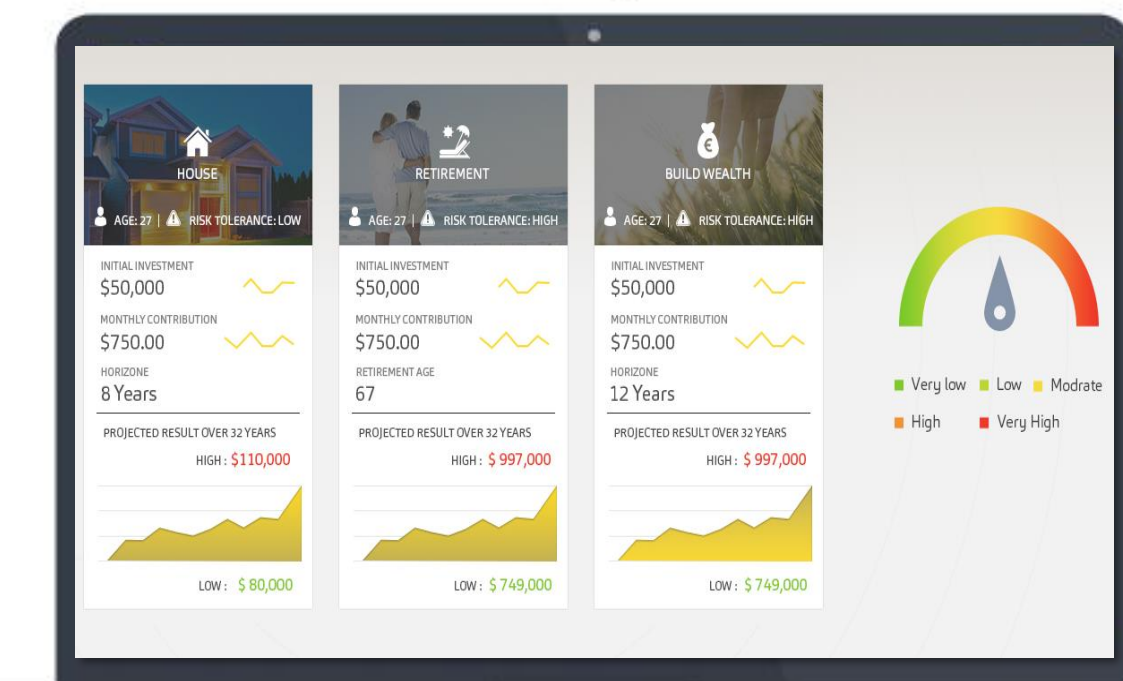 HOUSE
AGE: 27 | RISK TOLERANCE: LOW
INITIAL INVESTMENT
$50,000
MONTHLY CONTRIBUTION
$750.00
HORIZONE
8 Years
PROJECTED RESULT OVER 32 YEARS
HIGH : $110,000
LOW : $ 80,000
RETIREMENT
AGE: 27 | RISK TOLERANCE: HIGH
INITIAL INVESTMENT
$50,000
MONTHLY CONTRIBUTION
$750.00
RETIREMENT AGE
67
PROJECTED RESULT OVER 32 YEARS
HIGH : $ 997,000
LOW : $ 749,000
€
BUILD WEALTH
AGE: 27 | RISK TOLERANCE: HIGH
INITIAL INVESTMENT
$50,000
MONTHLY CONTRIBUTION
$750.00
HORIZONE
12 Years
PROJECTED RESULT OVER 32 YEARS
HIGH : $ 997,000
LOW : $ 749,000
Very low Low Modrate
High Very High